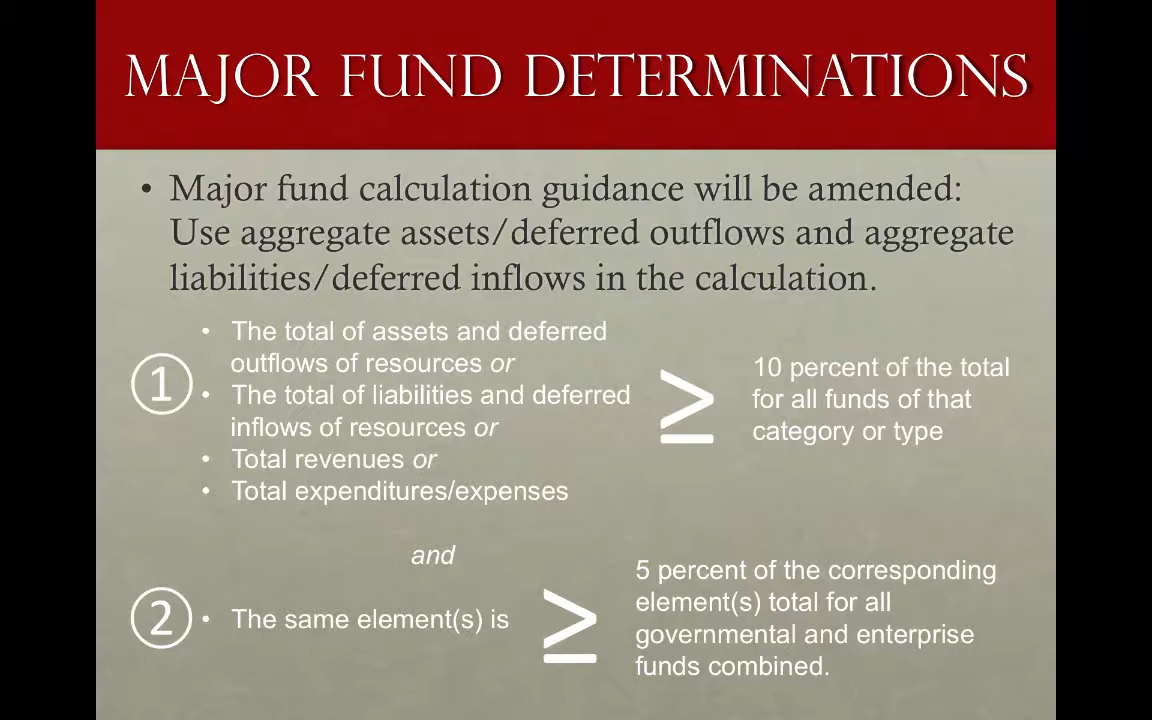 MAJOR FUND DETERMINATIONS
• Major fund calculation guidance will be amended:
Use aggregate assets/deferred outflows and aggregate
liabilities/deferred inflows in the calculation.
①
• The total of assets and deferred
outflows of resources or
• The total of liabilities and deferred
inflows of resources or
• Total revenues or
• Total expenditures/expenses
≥
10 percent of the total
for all funds of that
category or type
and
②
• The same element(s) is
≥
5 percent of the corresponding
element(s) total for all
governmental and enterprise
funds combined.